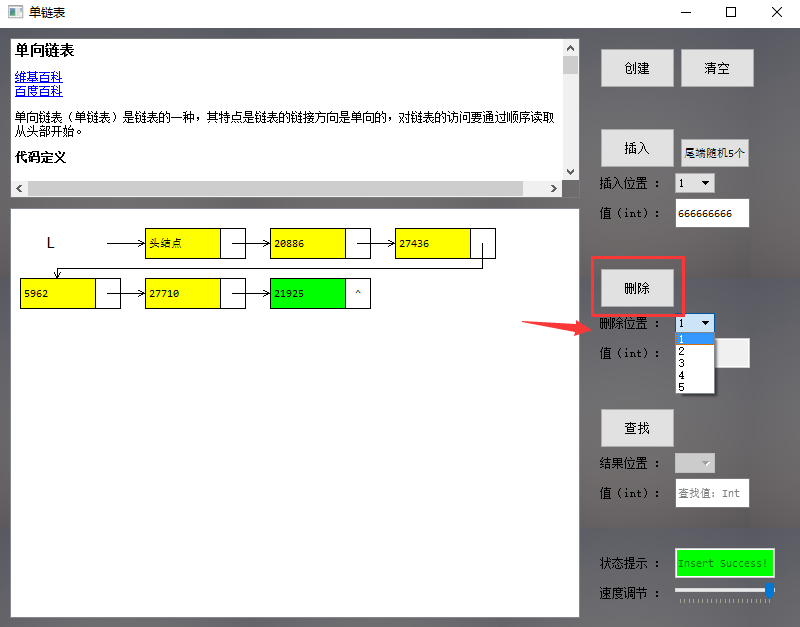 单链表
单向链表
维基百科
百度百科
单向链表（单链表）是链表的一种，其特点是链表的链接方向是单向的，对链表的访问要通过顺序读取
从头部开始。
代码定义
L
头结点
20886
27436
5962
27710
21925
^
创建
清空
插入
尾端随机5个
插入位置 ：
1
值（int）：
666666666
删除
删除位置 ：
1
1
2
3
4
5
值（int）：
查找
结果位置 ：
值（int）：
查找值：Int
状态提示 ：
Insert Success!
速度调节 ：